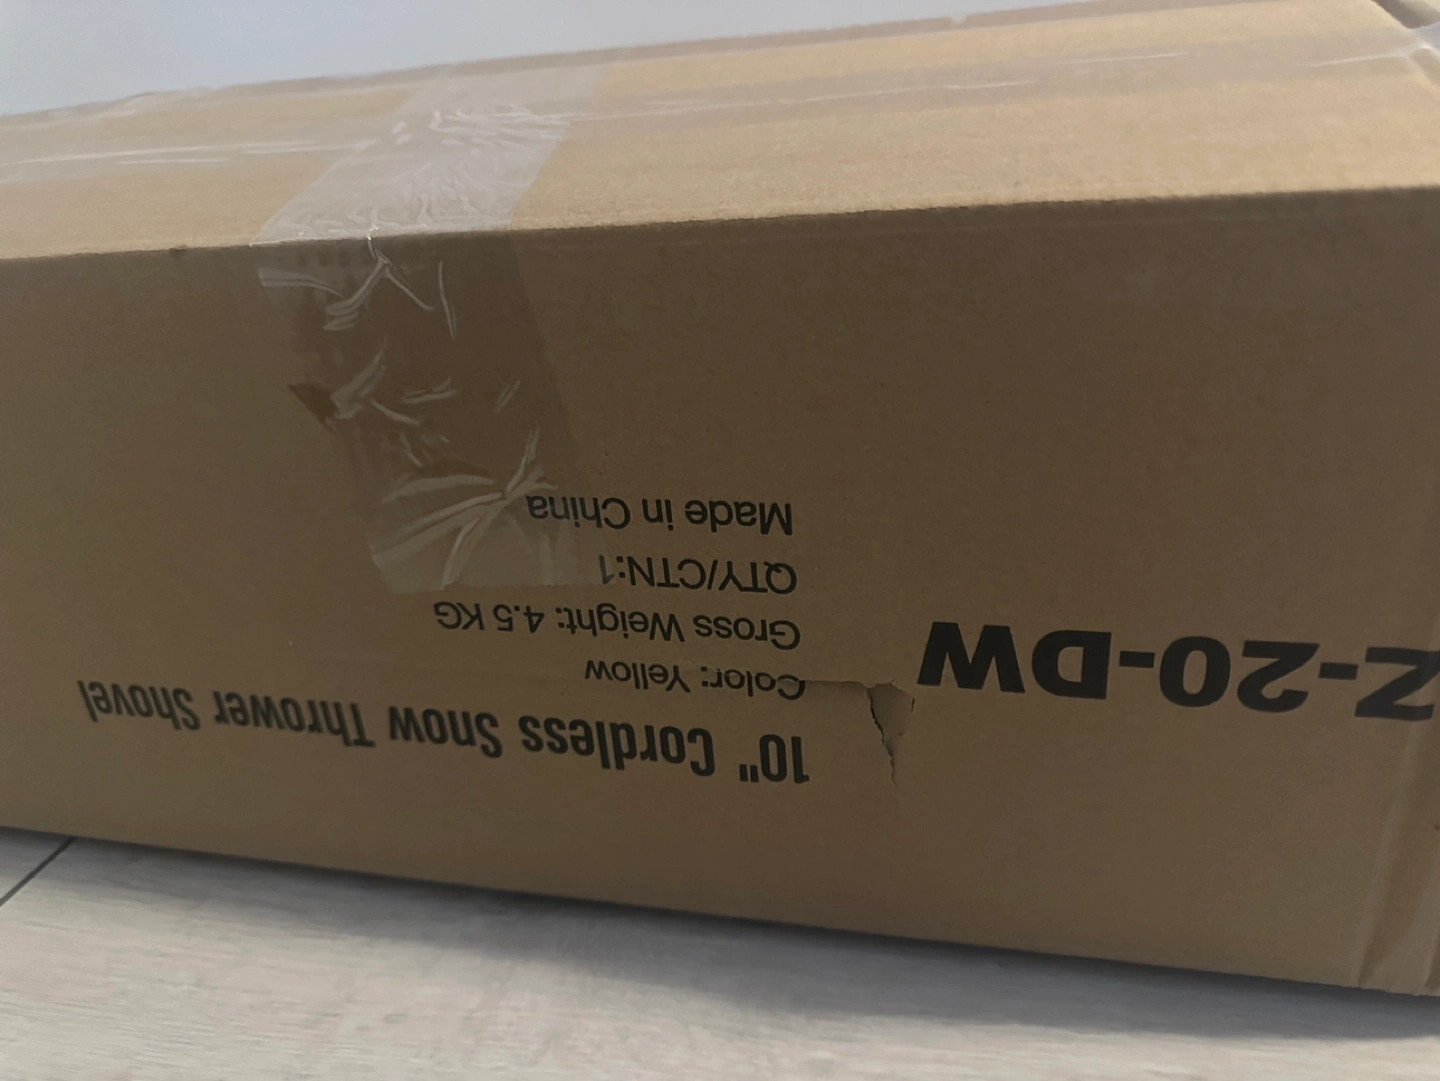 Z-20-DW
10" Cordless Snow Thrower Shovel
Color: Yellow
Gross Weight: 4.5 KG
QTY/CTN:1
Made in China